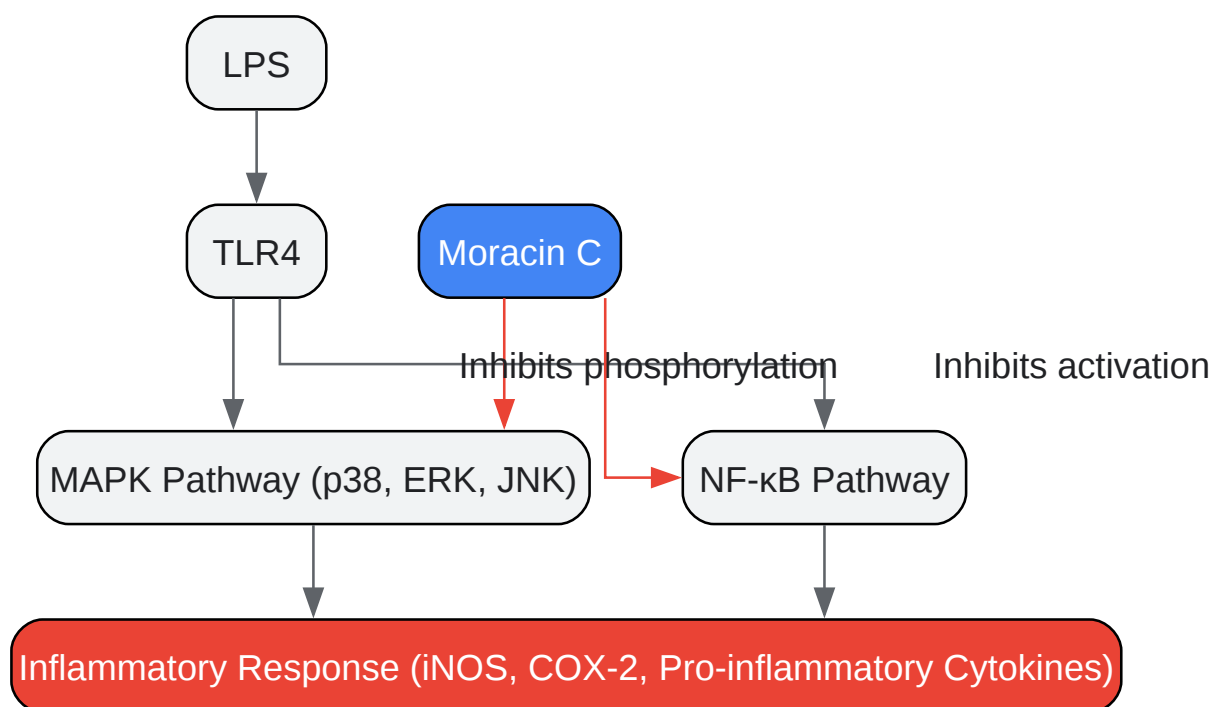 LPS
TLR4
Moracin C
Inhibits phosphorylation
Inhibits activation
MAPK Pathway (p38, ERK, JNK)
NF-κB Pathway
Inflammatory Response (iNOS, COX-2, Pro-inflammatory Cytokines)